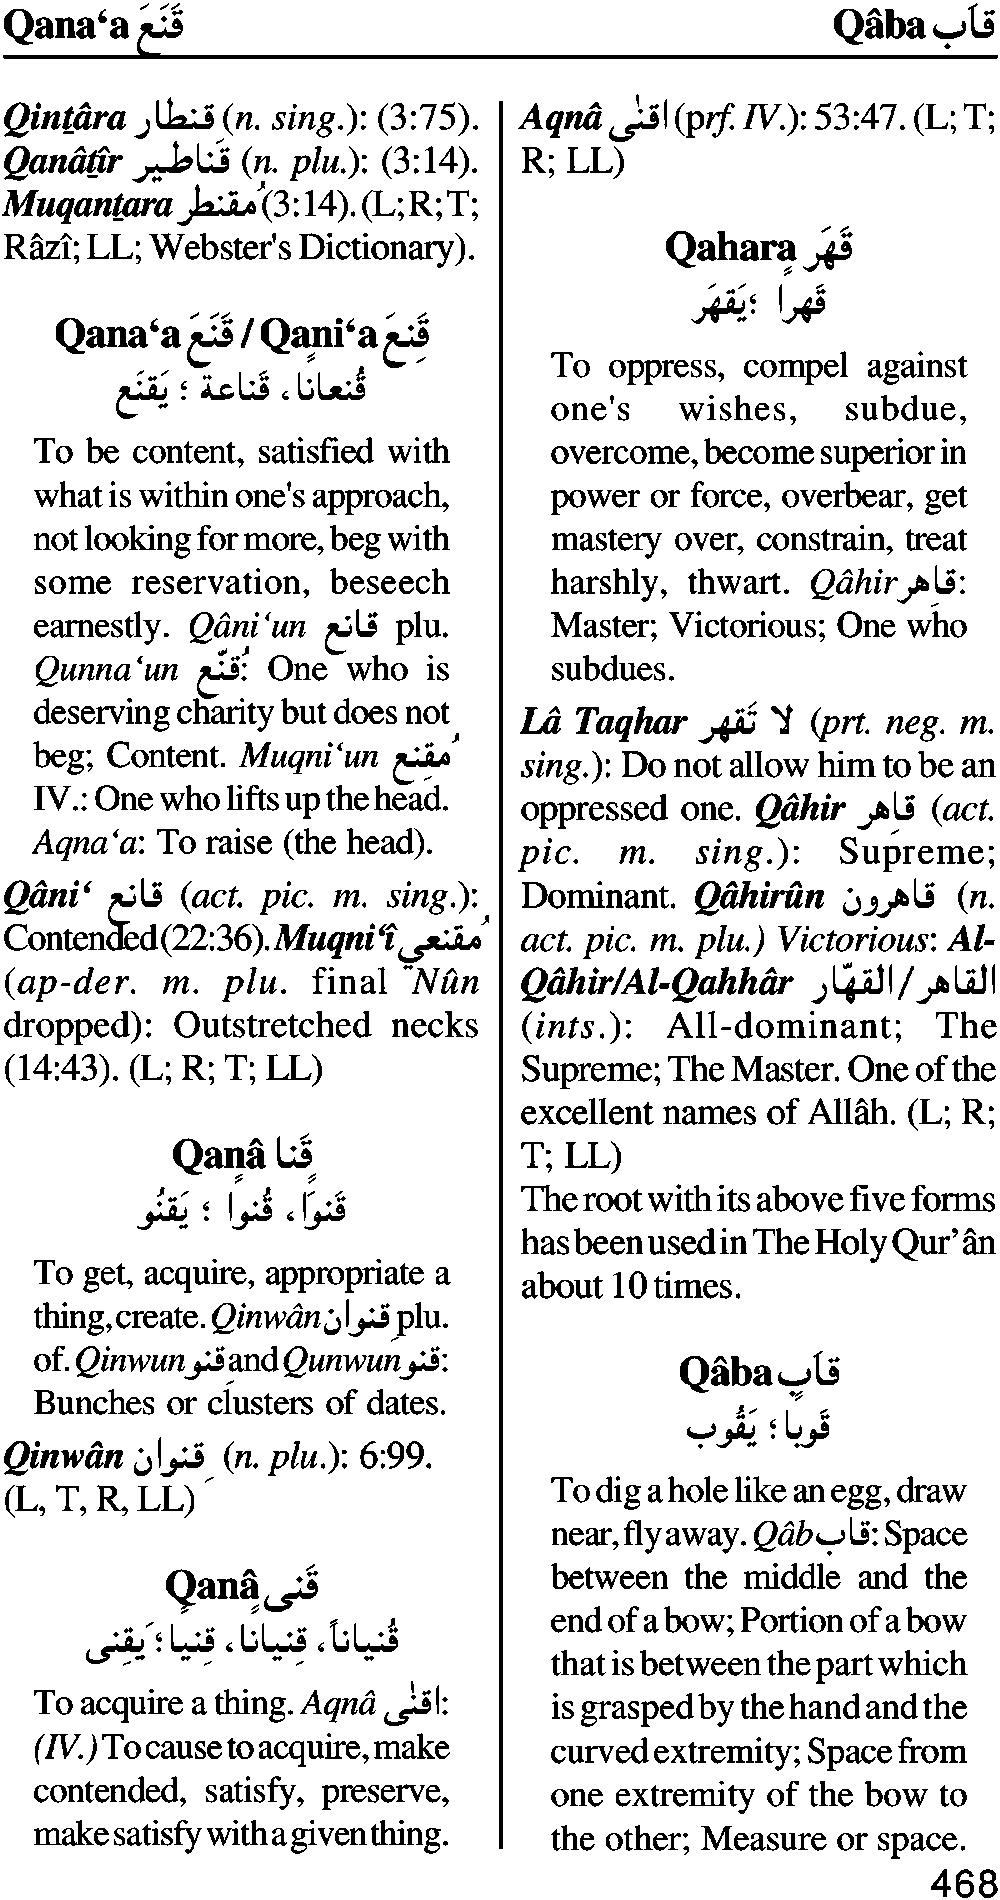 Qana‘a قَنَعَ
Qâba قاَب
Qinṯâra قنطار (n. sing.): (3:75).
Qanâṯîr قَناطير (n. plu.): (3:14).
Muqanṯara مُقنطر (3:14). (L; R; T;
Râzî; LL; Webster's Dictionary).
Qana‘a قَنَعَ / Qani‘a قَنِعَ
قُنعانا، قَناعة ؛ يَقنَع
To be content, satisfied with
what is within one's approach,
not looking for more, beg with
some reservation, beseech
earnestly. Qâni‘un قانع plu.
Qunna‘un قُنّع: One who is
deserving charity but does not
beg; Content. Muqni‘un مُقنِع
IV.: One who lifts up the head.
Aqna‘a: To raise (the head).
Qâni‘ قانع (act. pic. m. sing.):
Contended (22:36). Muqni‘î مُقنعي
(ap-der. m. plu. final Nûn
dropped): Outstretched necks
(14:43). (L; R; T; LL)
Qanâ قَنا
قَنواً، قُنوا ؛ يَقنُو
To get, acquire, appropriate a
thing, create. Qinwân قنوان plu.
of. Qinwun قنو and Qunwun قنو:
Bunches or clusters of dates.
Qinwân قنوان (n. plu.): 6:99.
(L, T, R, LL)
Qanâ قَنى
قُنياناً، قِنيانا، قِنيا؛ يَقنِى
To acquire a thing. Aqnâ اقنٰى:
(IV.) To cause to acquire, make
contended, satisfy, preserve,
make satisfy with a given thing.
Aqnâ اقنٰى (prf. IV.): 53:47. (L; T;
R; LL)
Qahara قَهَر
قَهراً ؛يَقهَر
To oppress, compel against
one's wishes, subdue,
overcome, become superior in
power or force, overbear, get
mastery over, constrain, treat
harshly, thwart. Qâhir قاهِر:
Master; Victorious; One who
subdues.
Lâ Taqhar لا تَقهر (prt. neg. m.
sing.): Do not allow him to be an
oppressed one. Qâhir قاهِر (act.
pic. m. sing.): Supreme;
Dominant. Qâhirûn قاهرون (n.
act. pic. m. plu.) Victorious: Al-
Qâhir/Al-Qahhâr القاهر/القهّار
(ints.): All-dominant; The
Supreme; The Master. One of the
excellent names of Allâh. (L; R;
T; LL)
The root with its above five forms
has been used in The Holy Qur’ân
about 10 times.
Qâba قاَب
قَوباً؛ يَقُوب
To dig a hole like an egg, draw
near, fly away. Qâb قاب: Space
between the middle and the
end of a bow; Portion of a bow
that is between the part which
is grasped by the hand and the
curved extremity; Space from
one extremity of the bow to
the other; Measure or space.
468